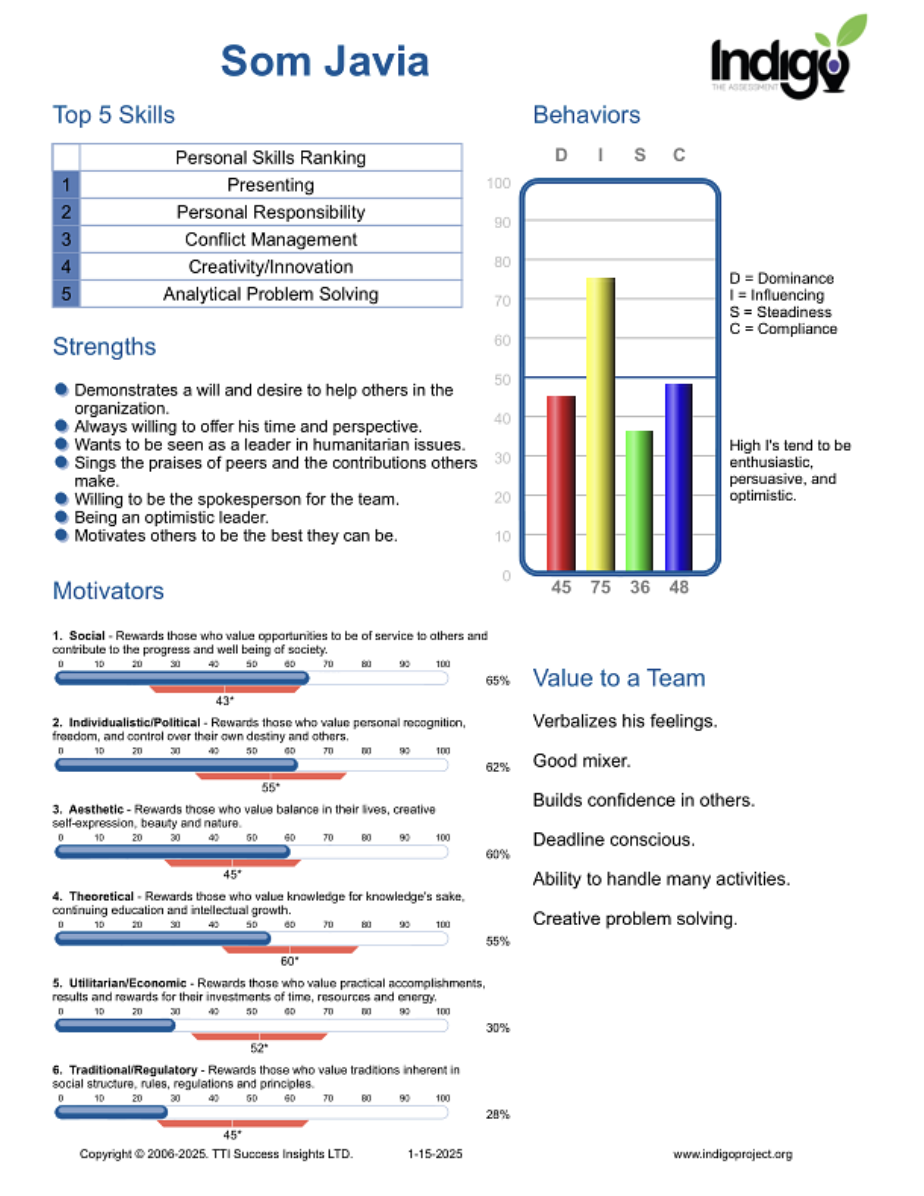 Som Javia
Indigo
THE ASSESSMENT
Top 5 Skills
Personal Skills Ranking
1 Presenting
2 Personal Responsibility
3 Conflict Management
4 Creativity/Innovation
5 Analytical Problem Solving
Strengths
Demonstrates a will and desire to help others in the
organization.
Always willing to offer his time and perspective.
Wants to be seen as a leader in humanitarian issues.
Sings the praises of peers and the contributions others
make.
Willing to be the spokesperson for the team.
Being an optimistic leader.
Motivates others to be the best they can be.
Behaviors
D I S C
100
90
80
70
60
50
40
30
20
10
0
45 75 36 48
D = Dominance
I = Influencing
S = Steadiness
C = Compliance
High I's tend to be
enthusiastic,
persuasive, and
optimistic.
Motivators
1. Social - Rewards those who value opportunities to be of service to others and
contribute to the progress and well being of society.
0 10 20 30 40 50 60 70 80 90 100
65%
43*
2. Individualistic/Political - Rewards those who value personal recognition,
freedom, and control over their own destiny and others.
0 10 20 30 40 50 60 70 80 90 100
62%
55*
3. Aesthetic - Rewards those who value balance in their lives, creative
self-expression, beauty and nature.
0 10 20 30 40 50 60 70 80 90 100
60%
45*
4. Theoretical - Rewards those who value knowledge for knowledge's sake,
continuing education and intellectual growth.
0 10 20 30 40 50 60 70 80 90 100
55%
60*
5. Utilitarian/Economic - Rewards those who value practical accomplishments,
results and rewards for their investments of time, resources and energy.
0 10 20 30 40 50 60 70 80 90 100
30%
52*
6. Traditional/Regulatory - Rewards those who value traditions inherent in
social structure, rules, regulations and principles.
0 10 20 30 40 50 60 70 80 90 100
28%
45*
Value to a Team
Verbalizes his feelings.
Good mixer.
Builds confidence in others.
Deadline conscious.
Ability to handle many activities.
Creative problem solving.
Copyright © 2006-2025. TTI Success Insights LTD. 1-15-2025 www.indigoproject.org